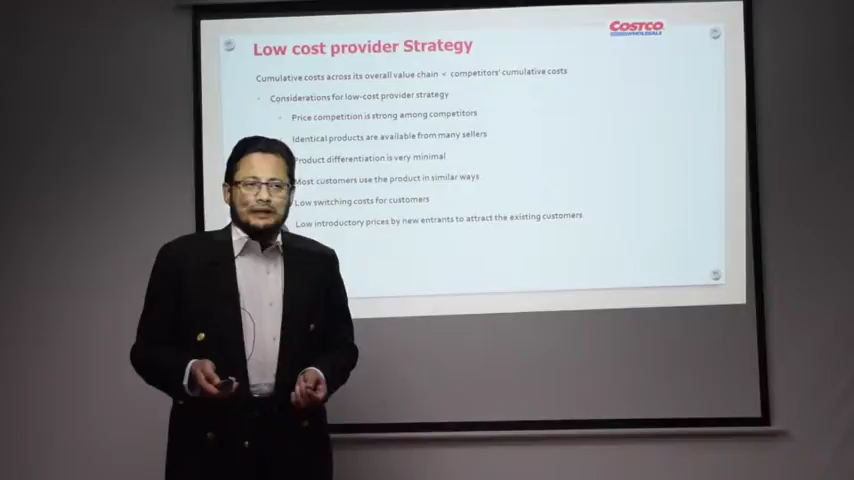 COSTCO
WHOLESALE
Low cost provider Strategy
Cumulative costs across its overall value chain < competitors' cumulative costs
Considerations for low-cost provider strategy
Price competition is strong among competitors
Identical products are available from many sellers
Product differentiation is very minimal
Most customers use the product in similar ways
Low switching costs for customers
Low introductory prices by new entrants to attract the existing customers